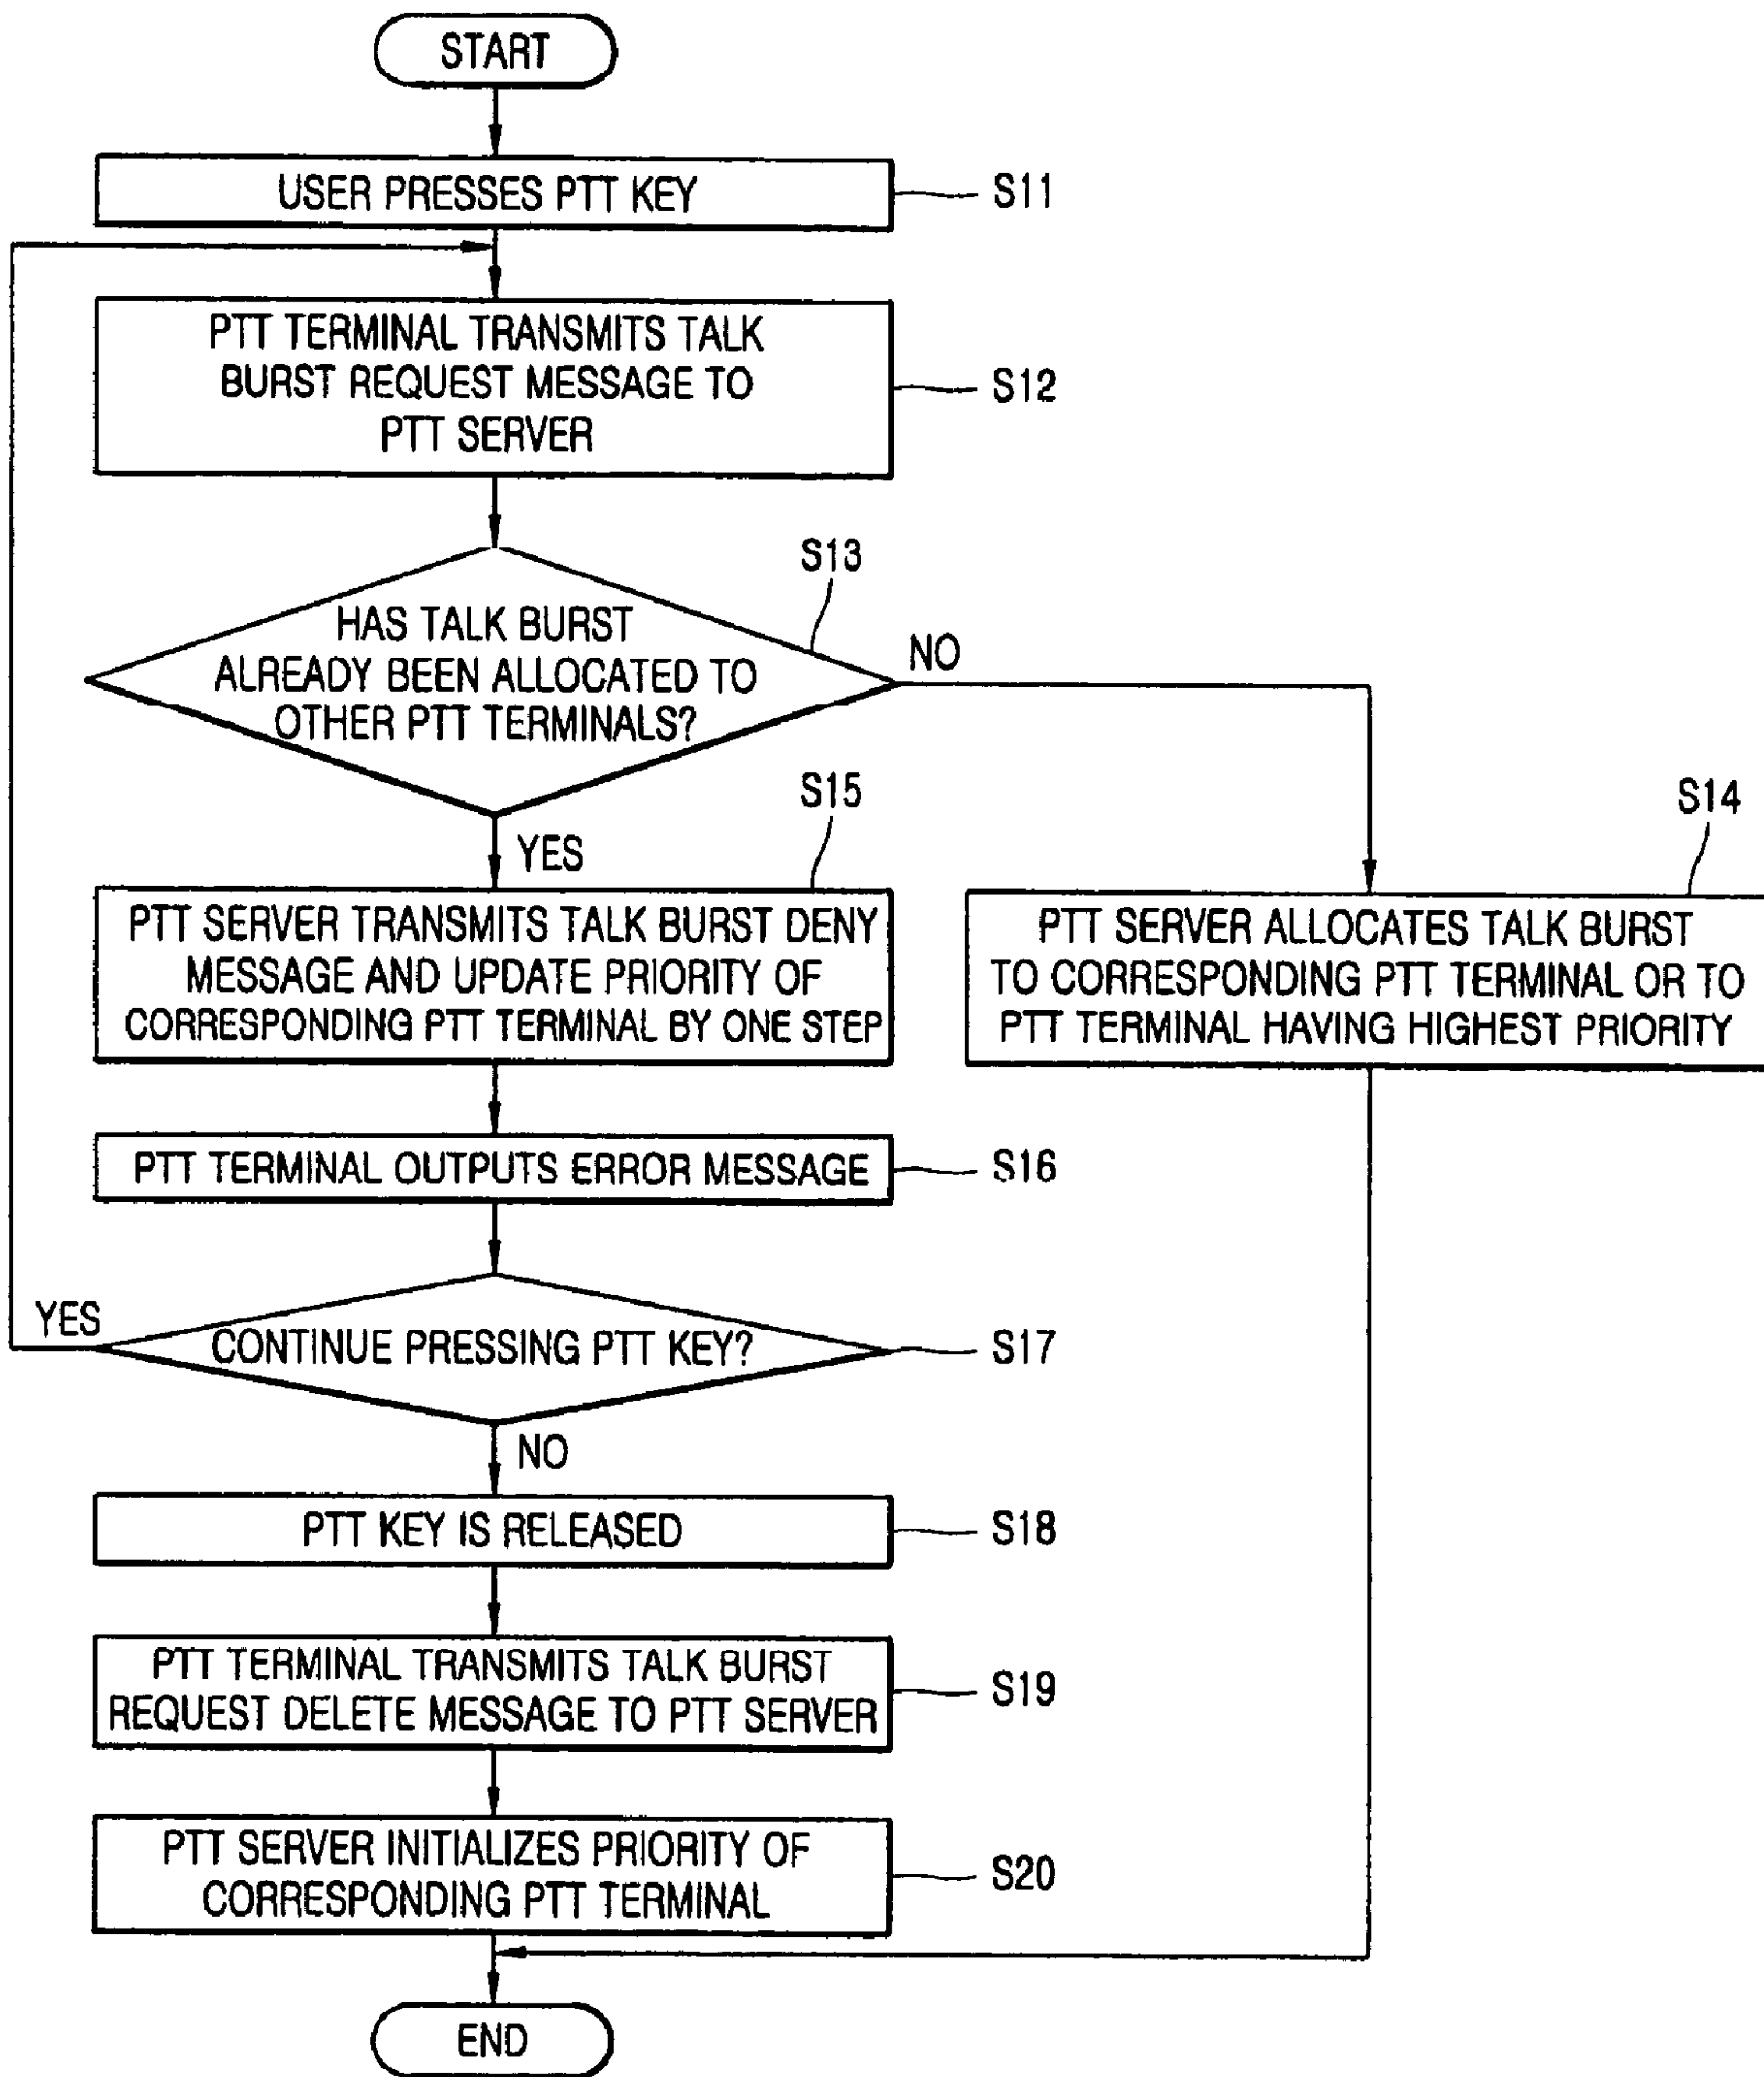 START
USER PRESSES PTT KEY
S11
PTT TERMINAL TRANSMITS TALK
BURST REQUEST MESSAGE TO
PTT SERVER
S12
S13
HAS TALK BURST
ALREADY BEEN ALLOCATED TO
OTHER PTT TERMINALS?
NO
YES
S15
PTT SERVER TRANSMITS TALK BURST DENY
MESSAGE AND UPDATE PRIORITY OF
CORRESPONDING PTT TERMINAL BY ONE STEP
S14
PTT SERVER ALLOCATES TALK BURST
TO CORRESPONDING PTT TERMINAL OR TO
PTT TERMINAL HAVING HIGHEST PRIORITY
PTT TERMINAL OUTPUTS ERROR MESSAGE
S16
YES
CONTINUE PRESSING PTT KEY?
S17
NO
PTT KEY IS RELEASED
S18
PTT TERMINAL TRANSMITS TALK BURST
REQUEST DELETE MESSAGE TO PTT SERVER
S19
PTT SERVER INITIALIZES PRIORITY OF
CORRESPONDING PTT TERMINAL
S20
END